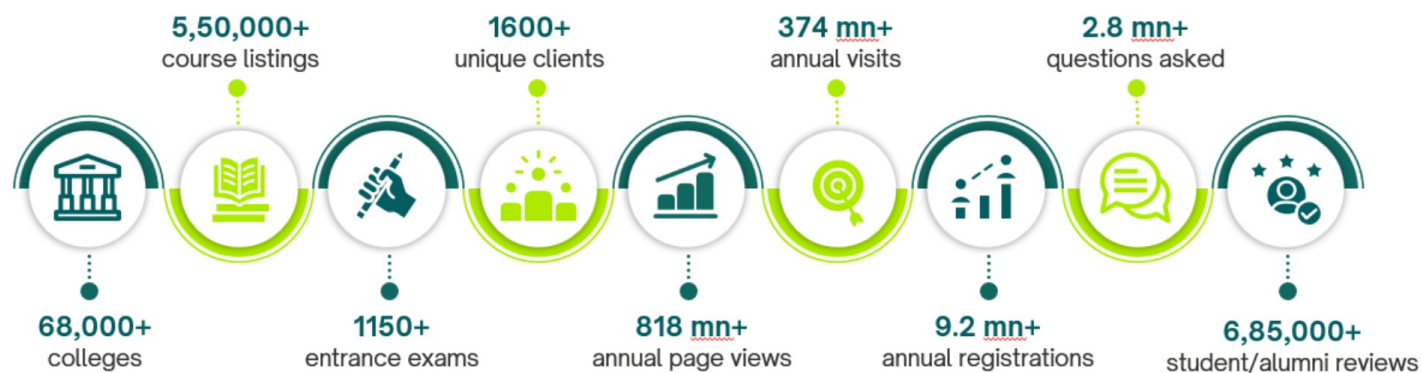 5,50,000+
course listings
1600+
unique clients
374 mn+
annual visits
2.8 mn+
questions asked
68,000+
colleges
1150+
entrance exams
818 mn+
annual page views
9.2 mn+
annual registrations
6,85,000+
student/alumni reviews